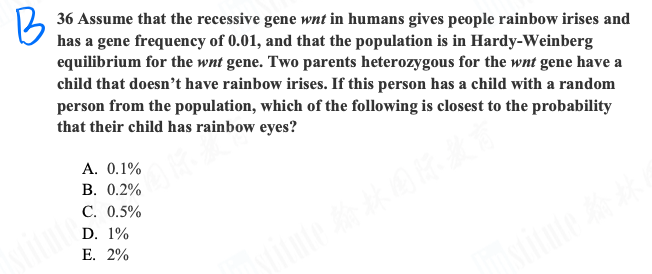 B
36 Assume that the recessive gene wnt in humans gives people rainbow irises and
has a gene frequency of 0.01, and that the population is in Hardy-Weinberg
equilibrium for the wnt gene. Two parents heterozygous for the wnt gene have a
child that doesn’t have rainbow irises. If this person has a child with a random
person from the population, which of the following is closest to the probability
that their child has rainbow eyes?
A. 0.1%
B. 0.2%
C. 0.5%
D. 1%
E. 2%